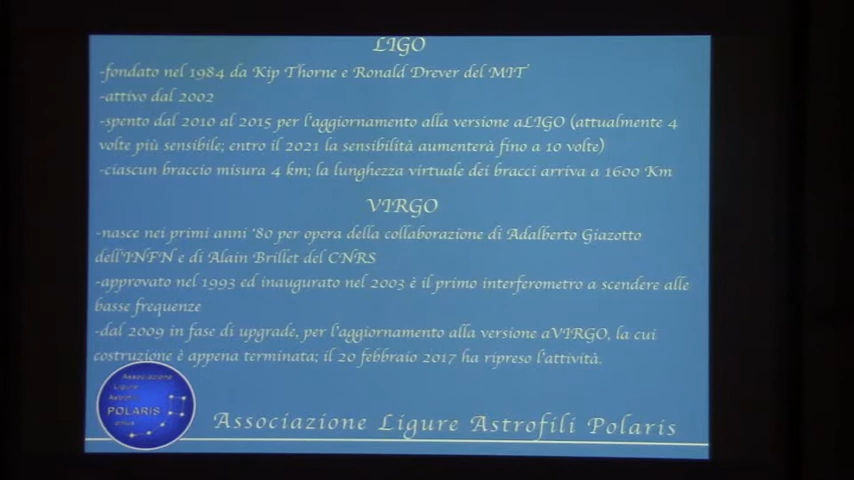 LIGO
-fondato nel 1984 da Kip Thorne e Ronald Drever del MIT
-attivo dal 2002
-spento dal 2010 al 2015 per l'aggiornamento alla versione aLIGO (attualmente 4
volte più sensibile; entro il 2021 la sensibilità aumenterà fino a 10 volte)
-ciascun braccio misura 4 km; la lunghezza virtuale dei bracci arriva a 1600 Km
VIRGO
-nasce nei primi anni '80 per opera della collaborazione di Adalberto Giazotto
dell'INFN e di Alain Brillet del CNRS
-approvato nel 1993 ed inaugurato nel 2003 è il primo interferometro a scendere alle
basse frequenze
-dal 2009 in fase di upgrade, per l'aggiornamento alla versione aVIRGO, la cui
costruzione è appena terminata; il 20 febbraio 2017 ha ripreso l'attività.
Associazione
Ligure
Astrofili
POLARIS
onlus
Associazione Ligure Astrofili Polaris